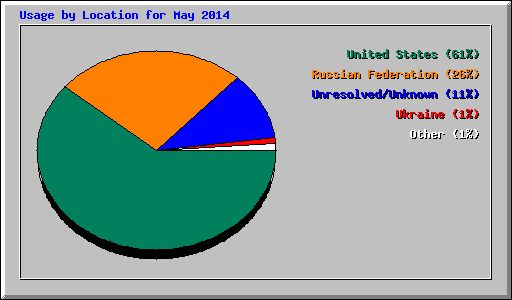 Usage by Location for May 2014
United States (61%)
Russian Federation (26%)
Unresolved/Unknown (11%)
Ukraine (1%)
Other (1%)